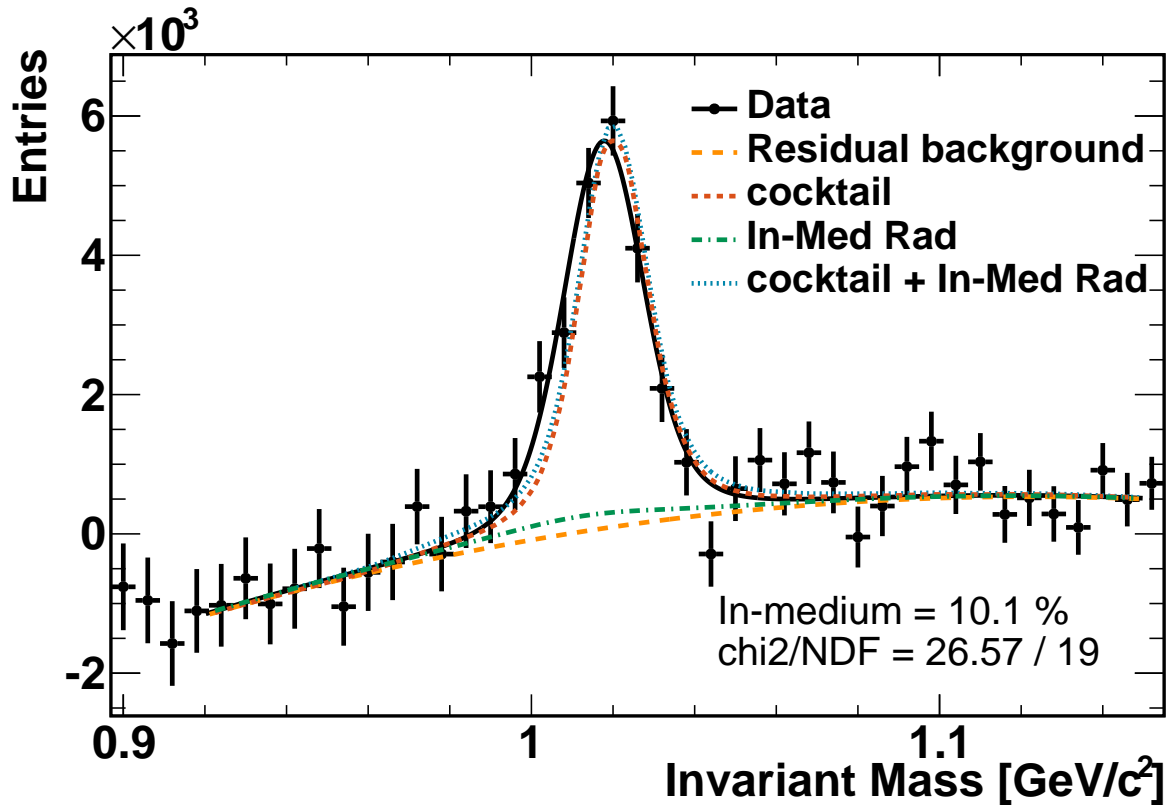 ×10³
Entries
6
4
2
0
-2
Data
Residual background
cocktail
In-Med Rad
cocktail + In-Med Rad
In-medium = 10.1 %
chi2/NDF = 26.57 / 19
0.9 1 1.1
Invariant Mass [GeV/c²]